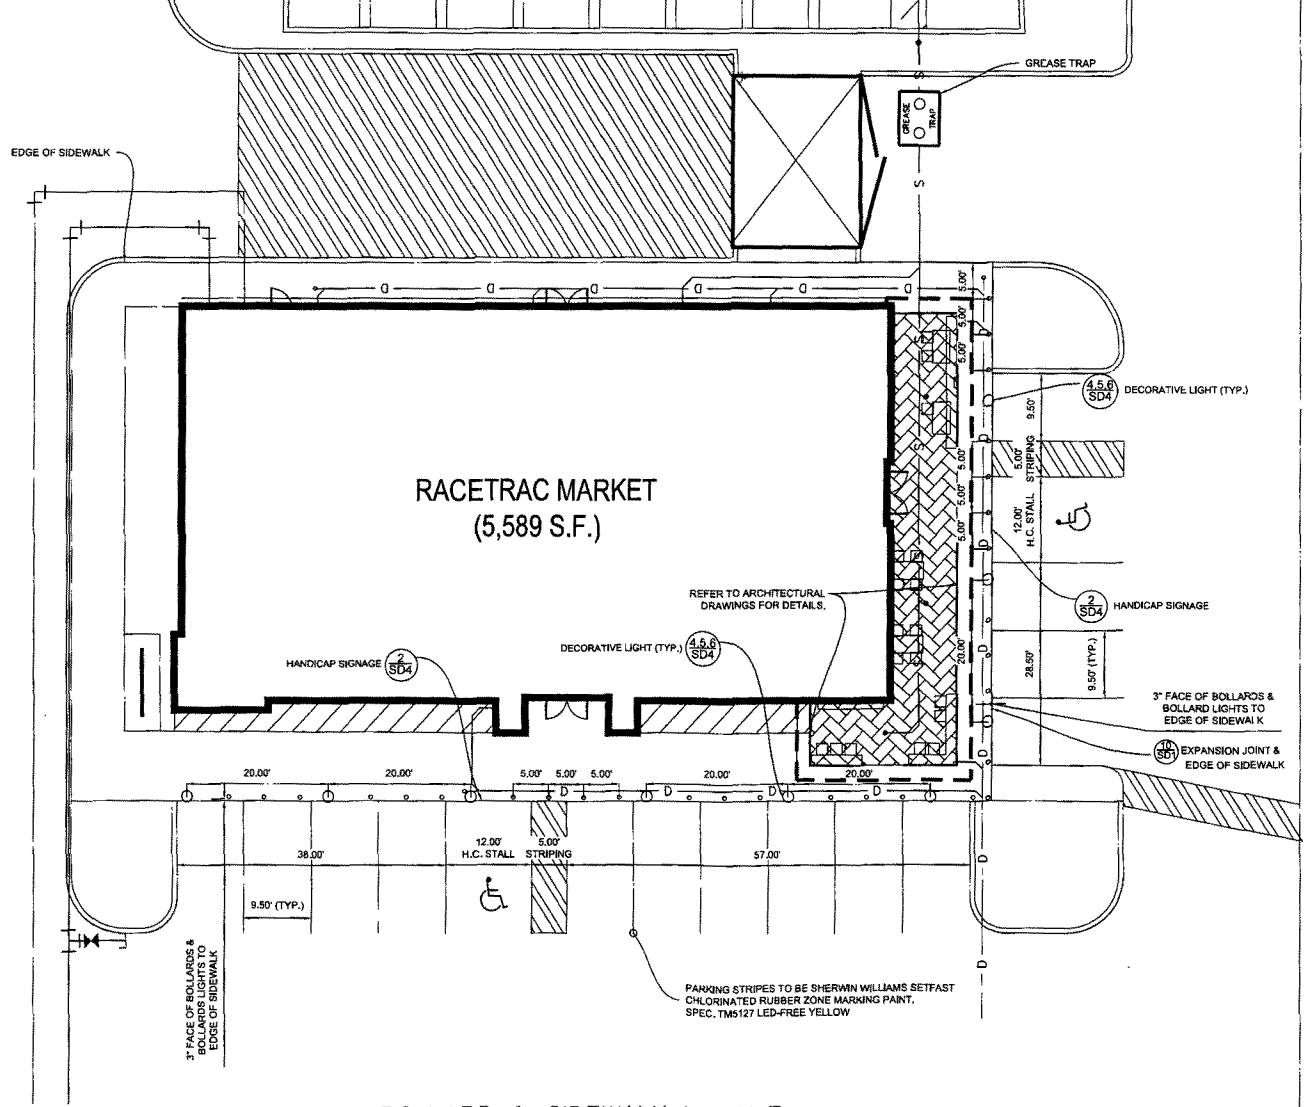 GREASE TRAP
GREASE
TRAP
S
S
EDGE OF SIDEWALK
D D D D D D
5.00'
5.00'
5.00'
S
4,5,6
SD4
DECORATIVE LIGHT (TYP.)
9.50'
D
D
S
5.00'
5.00'
5.00'
5.00'
STRIPING
12.00'
H.C. STALL
RACETRAC MARKET
(5,589 S.F.)
D
S
REFER TO ARCHITECTURAL
DRAWINGS FOR DETAILS.
2
SD4
HANDICAP SIGNAGE
DECORATIVE LIGHT (TYP.)
4,5,6
SD4
HANDICAP SIGNAGE
2
SD4
20.00'
D
28.50'
9.50' (TYP.)
3" FACE OF BOLLARDS &
BOLLARD LIGHTS TO
EDGE OF SIDEWALK
10
SD1
EXPANSION JOINT &
EDGE OF SIDEWALK
D
20.00' 20.00' 5.00' 5.00' 5.00' 20.00' 20.00'
D D D D
12.00' 5.00'
H.C. STALL STRIPING
38.00' 57.00'
D
9.50' (TYP.)
3" FACE OF BOLLARDS &
BOLLARDS LIGHTS TO
EDGE OF SIDEWALK
D
PARKING STRIPES TO BE SHERWIN WILLIAMS SETFAST
CHLORINATED RUBBER ZONE MARKING PAINT.
SPEC. TM5127 LED-FREE YELLOW